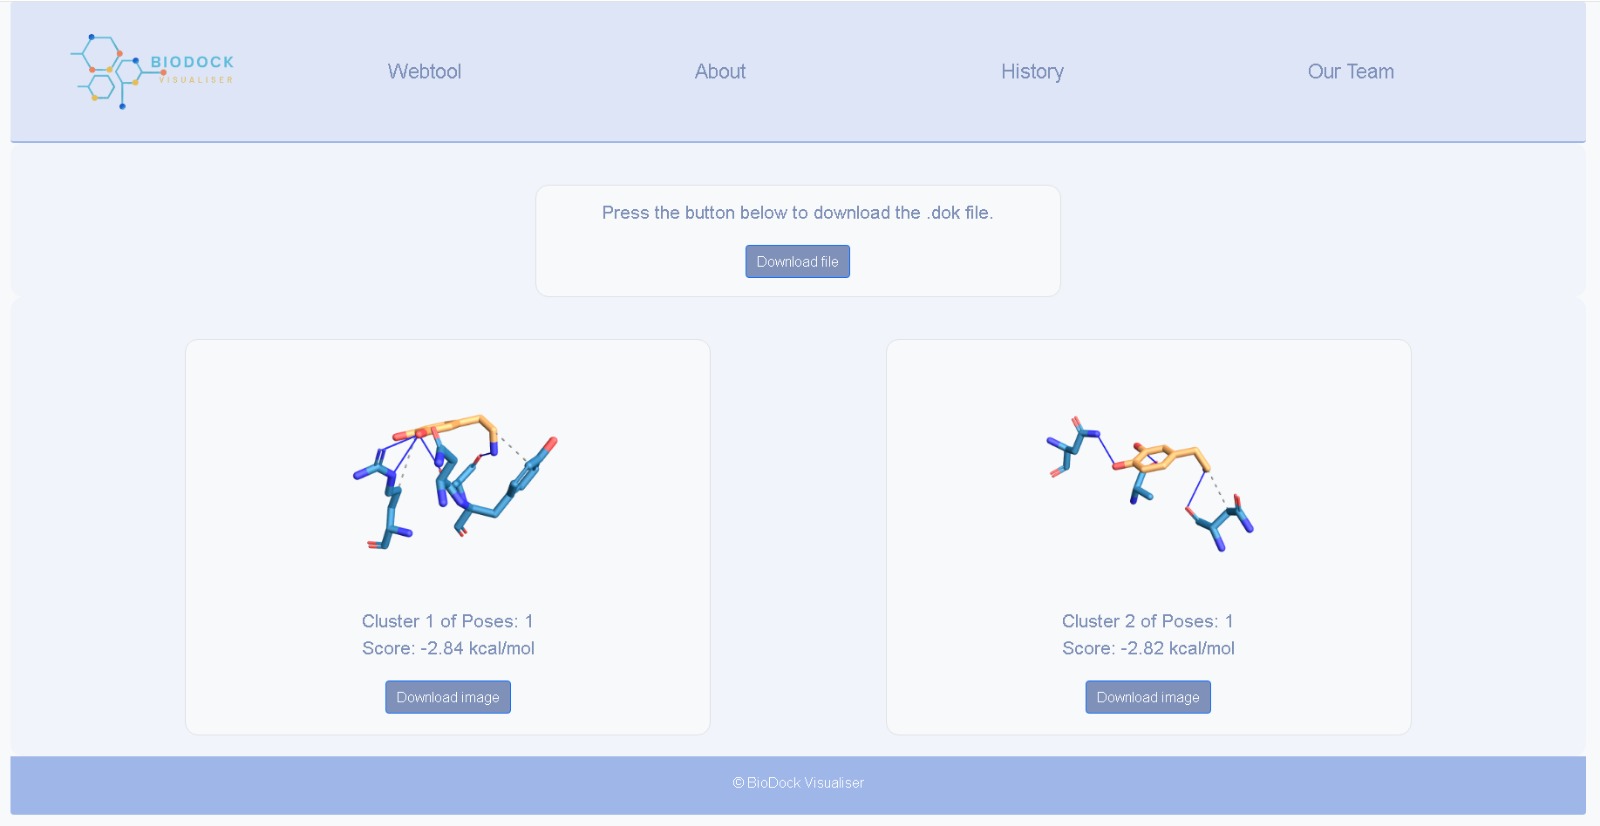 BIODOCK
VISUALISER
Webtool
About
History
Our Team
Press the button below to download the .dok file.
Download file
Cluster 1 of Poses: 1
Score: -2.84 kcal/mol
Download image
Cluster 2 of Poses: 1
Score: -2.82 kcal/mol
Download image
© BioDock Visualiser